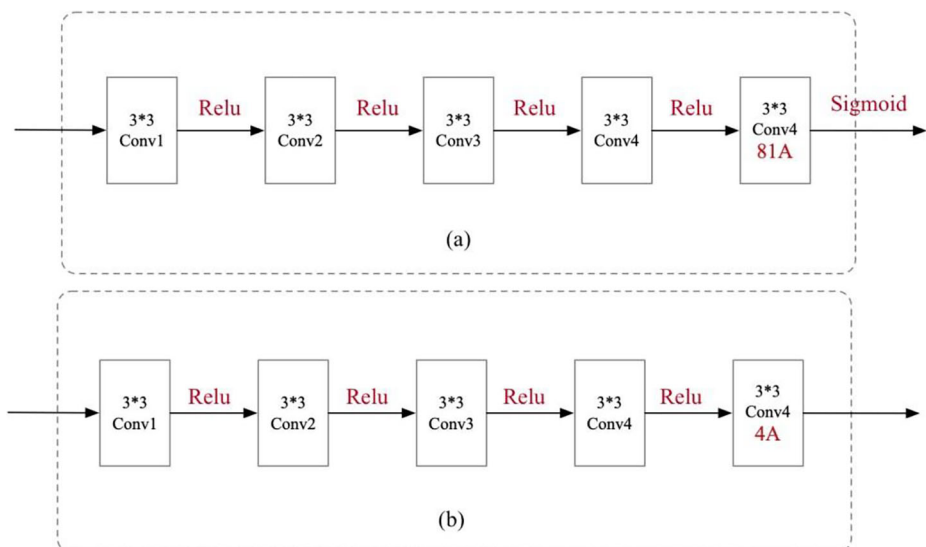 Relu Relu Relu Relu Sigmoid
3*3 3*3 3*3 3*3 3*3
Conv1 Conv2 Conv3 Conv4 Conv4
81A
(a)
Relu Relu Relu Relu
3*3 3*3 3*3 3*3 3*3
Conv1 Conv2 Conv3 Conv4 Conv4
4A
(b)